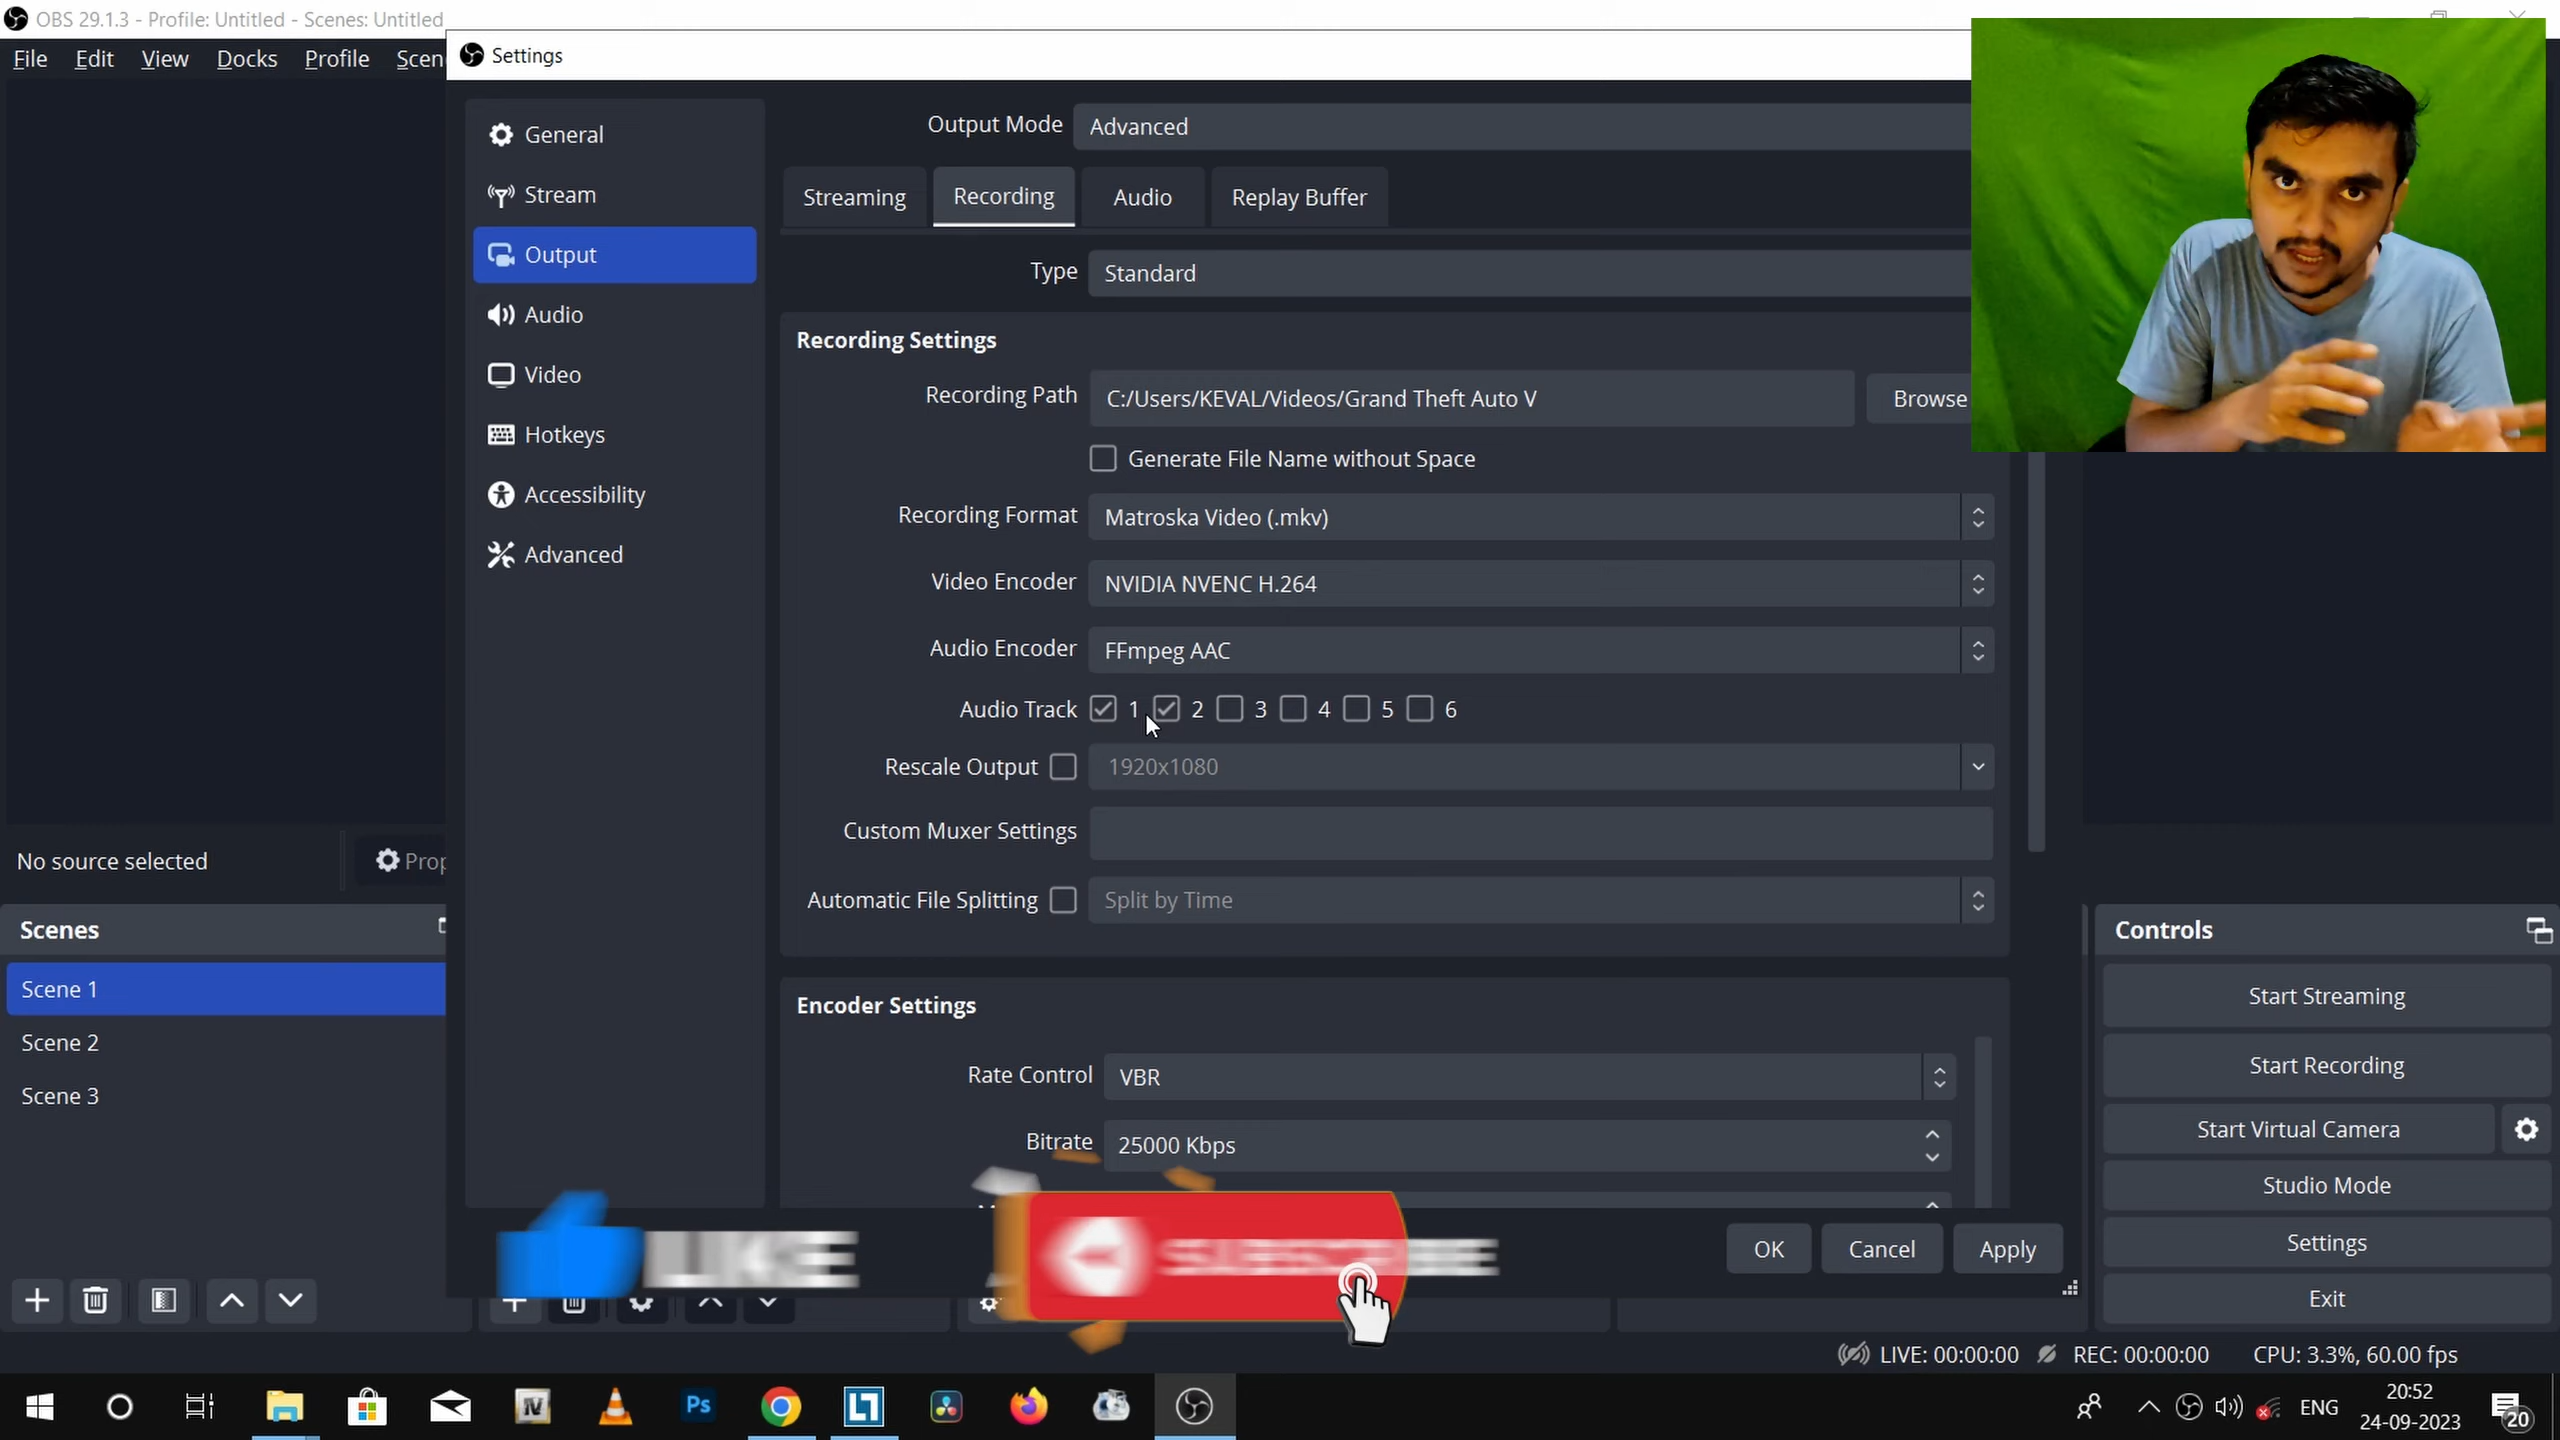 OBS 29.1.3 - Profile: Untitled - Scenes: Untitled
File Edit View Docks Profile Scen
Settings
General
Stream
Output
Audio
Video
Hotkeys
Accessibility
Advanced
Output Mode Advanced
Streaming Recording Audio Replay Buffer
Type Standard
Recording Settings
Recording Path C:/Users/KEVAL/Videos/Grand Theft Auto V Browse
Generate File Name without Space
Recording Format Matroska Video (.mkv)
Video Encoder NVIDIA NVENC H.264
Audio Encoder FFmpeg AAC
Audio Track 1 2 3 4 5 6
Rescale Output 1920x1080
Custom Muxer Settings
Automatic File Splitting Split by Time
Encoder Settings
Rate Control VBR
Bitrate 25000 Kbps
OK Cancel Apply
LIKE
SUBSCRIBE
No source selected
Prop
Scenes
Scene 1
Scene 2
Scene 3
Controls
Start Streaming
Start Recording
Start Virtual Camera
Studio Mode
Settings
Exit
LIVE: 00:00:00 REC: 00:00:00 CPU: 3.3%, 60.00 fps
Ps
ENG
20:52
24-09-2023
20